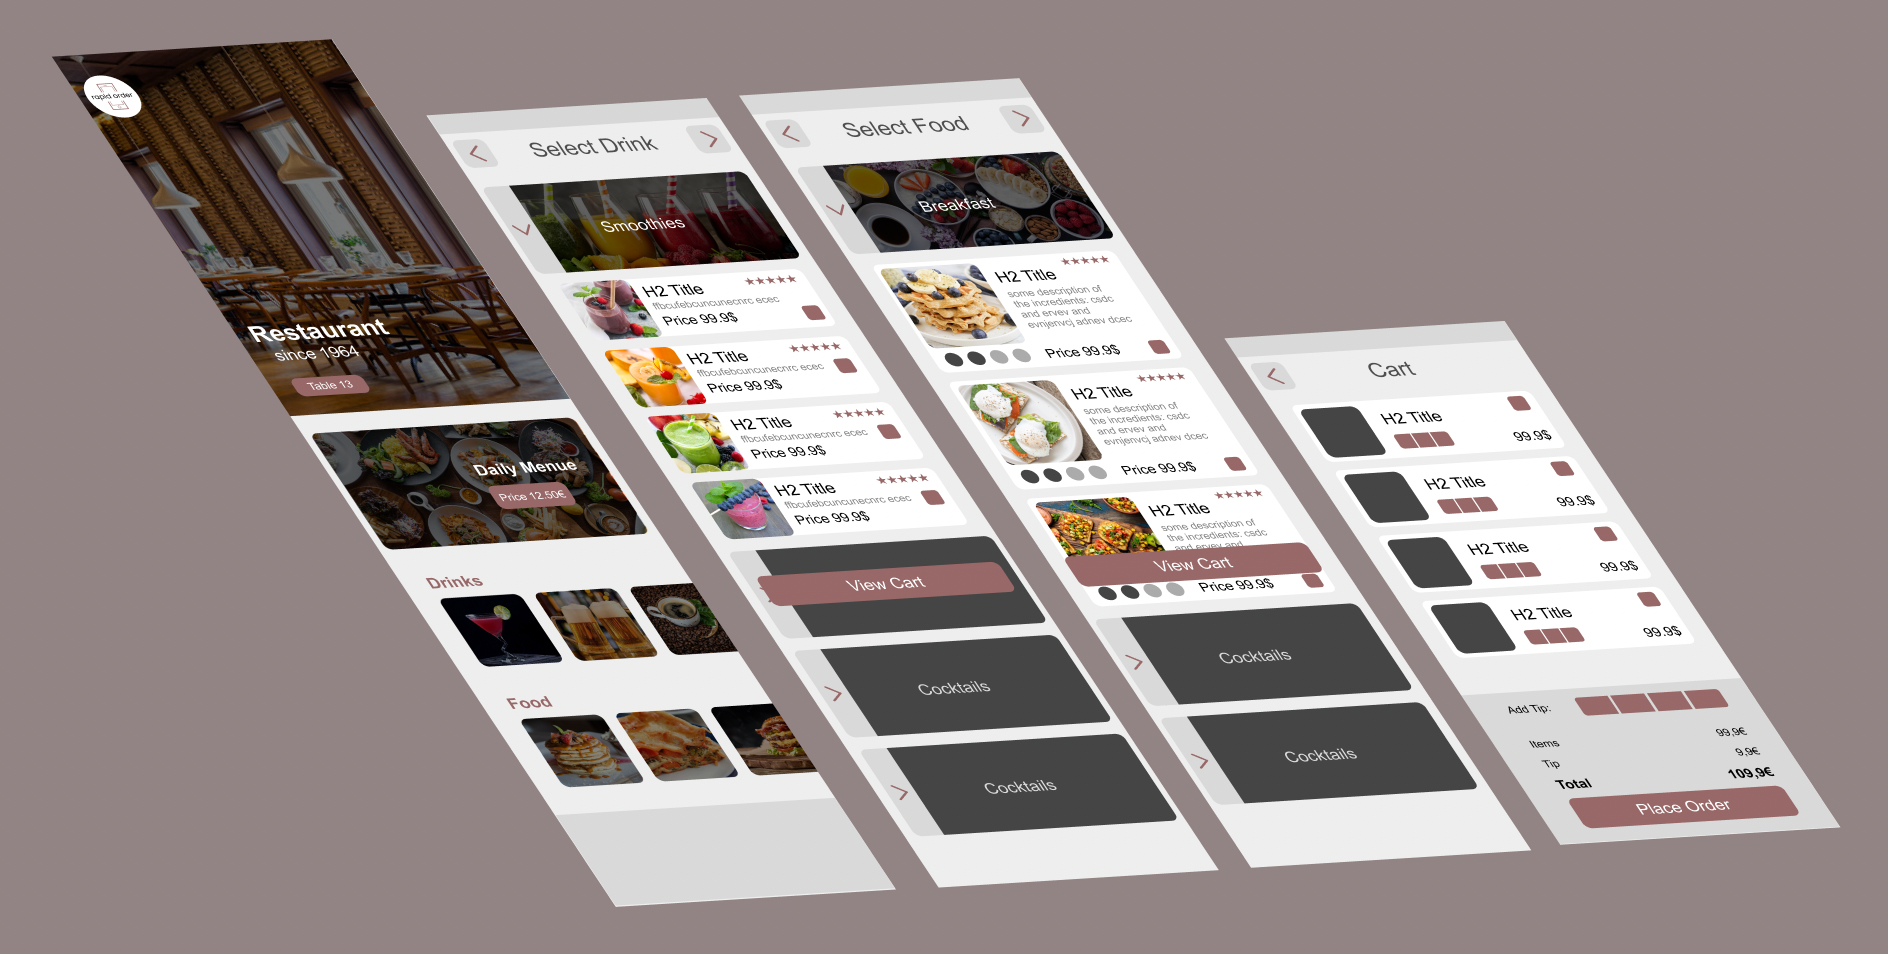 rapid order
Restaurant
since 1964
Table 13
Daily Menue
Price 12.50€
Drinks
Food
Select Drink
Smoothies
H2 Title
ffbcufebcuncunecnrc ecec
Price 99.9$
H2 Title
ffbcufebcuncunecnrc ecec
Price 99.9$
H2 Title
ffbcufebcuncunecnrc ecec
Price 99.9$
H2 Title
ffbcufebcuncunecnrc ecec
Price 99.9$
View Cart
Cocktails
Cocktails
Select Food
Breakfast
H2 Title
some description of
the incredients: csdc
and ervev and
evnjenvcj adnev dcec
Price 99.9$
H2 Title
some description of
the incredients: csdc
and ervev and
evnjenvcj adnev dcec
Price 99.9$
H2 Title
some description of
the incredients: csdc
and ervev and
View Cart
Price 99.9$
Cocktails
Cocktails
Cart
H2 Title
99.9$
H2 Title
99.9$
H2 Title
99.9$
H2 Title
99.9$
Add Tip:
Items 99,9€
Tip 9,9€
Total 109,9€
Place Order